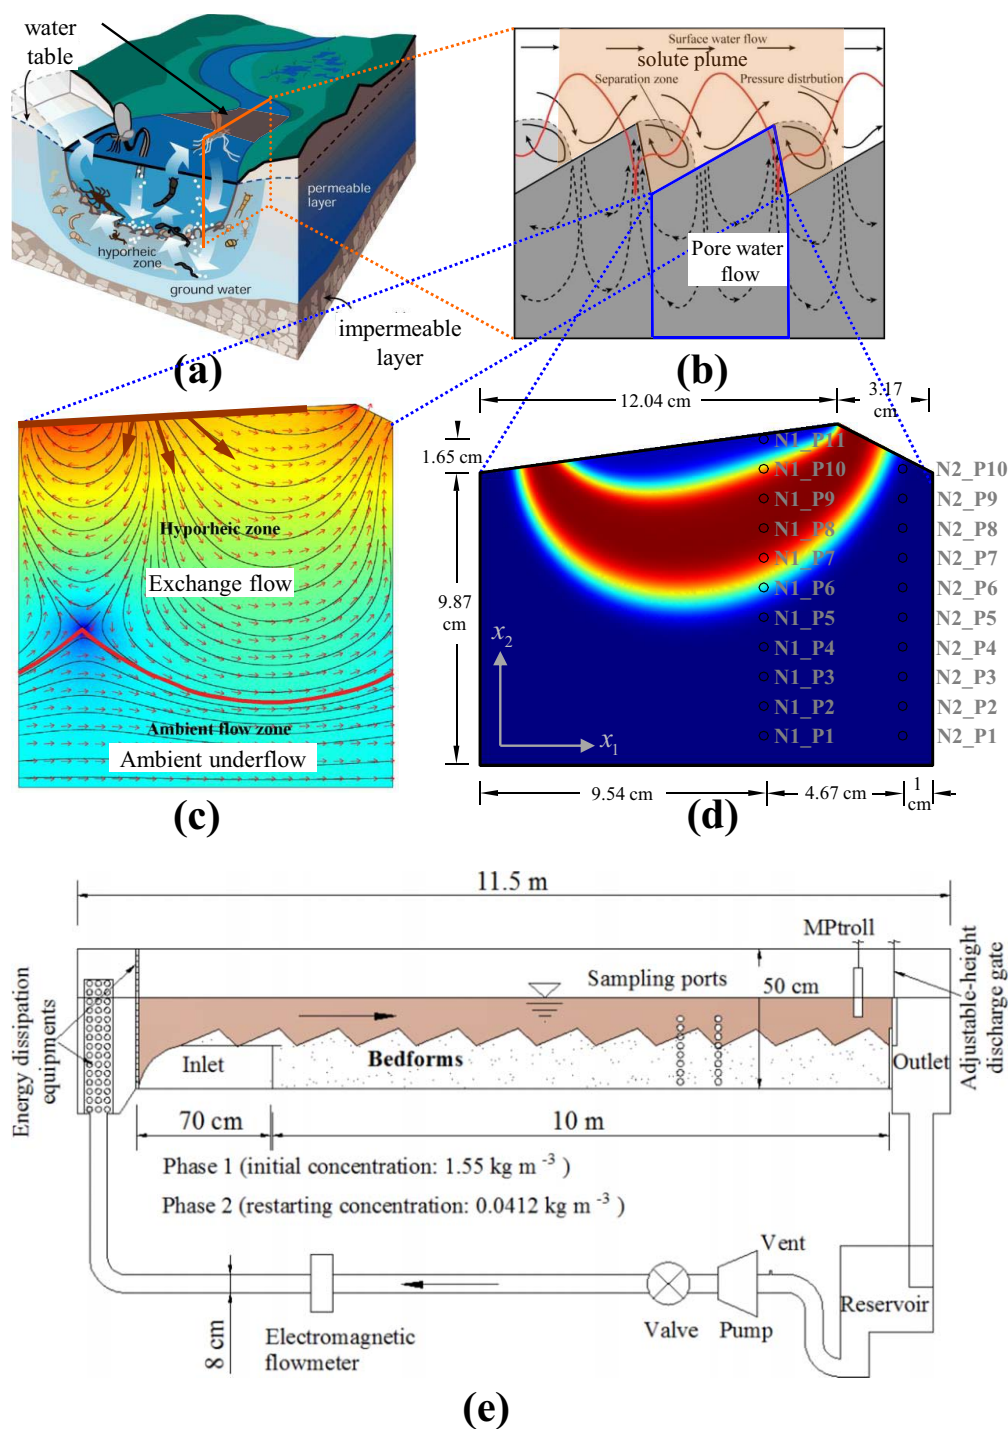 water
table
permeable
layer
hyporheic
zone
ground water
impermeable
layer
(a)
Surface water flow
solute plume
Separation zone
Pressure distrbution
Pore water
flow
(b)
Hyporheic zone
Exchange flow
Ambient flow zone
Ambient underflow
(c)
12.04 cm
3.17
cm
1.65 cm
9.87
cm
N1_P11
N1_P10
N1_P9
N1_P8
N1_P7
N1_P6
N1_P5
N1_P4
N1_P3
N1_P2
N1_P1
N2_P10
N2_P9
N2_P8
N2_P7
N2_P6
N2_P5
N2_P4
N2_P3
N2_P2
N2_P1
x2
x1
9.54 cm
4.67 cm
1
cm
(d)
11.5 m
Energy dissipation
equipments
MPtroll
Adjustable-height
discharge gate
Sampling ports
50 cm
Inlet
Bedforms
Outlet
70 cm
10 m
Phase 1 (initial concentration: 1.55 kg m -3 )
Phase 2 (restarting concentration: 0.0412 kg m -3 )
Vent
Reservoir
8 cm
Electromagnetic
flowmeter
Valve
Pump
(e)